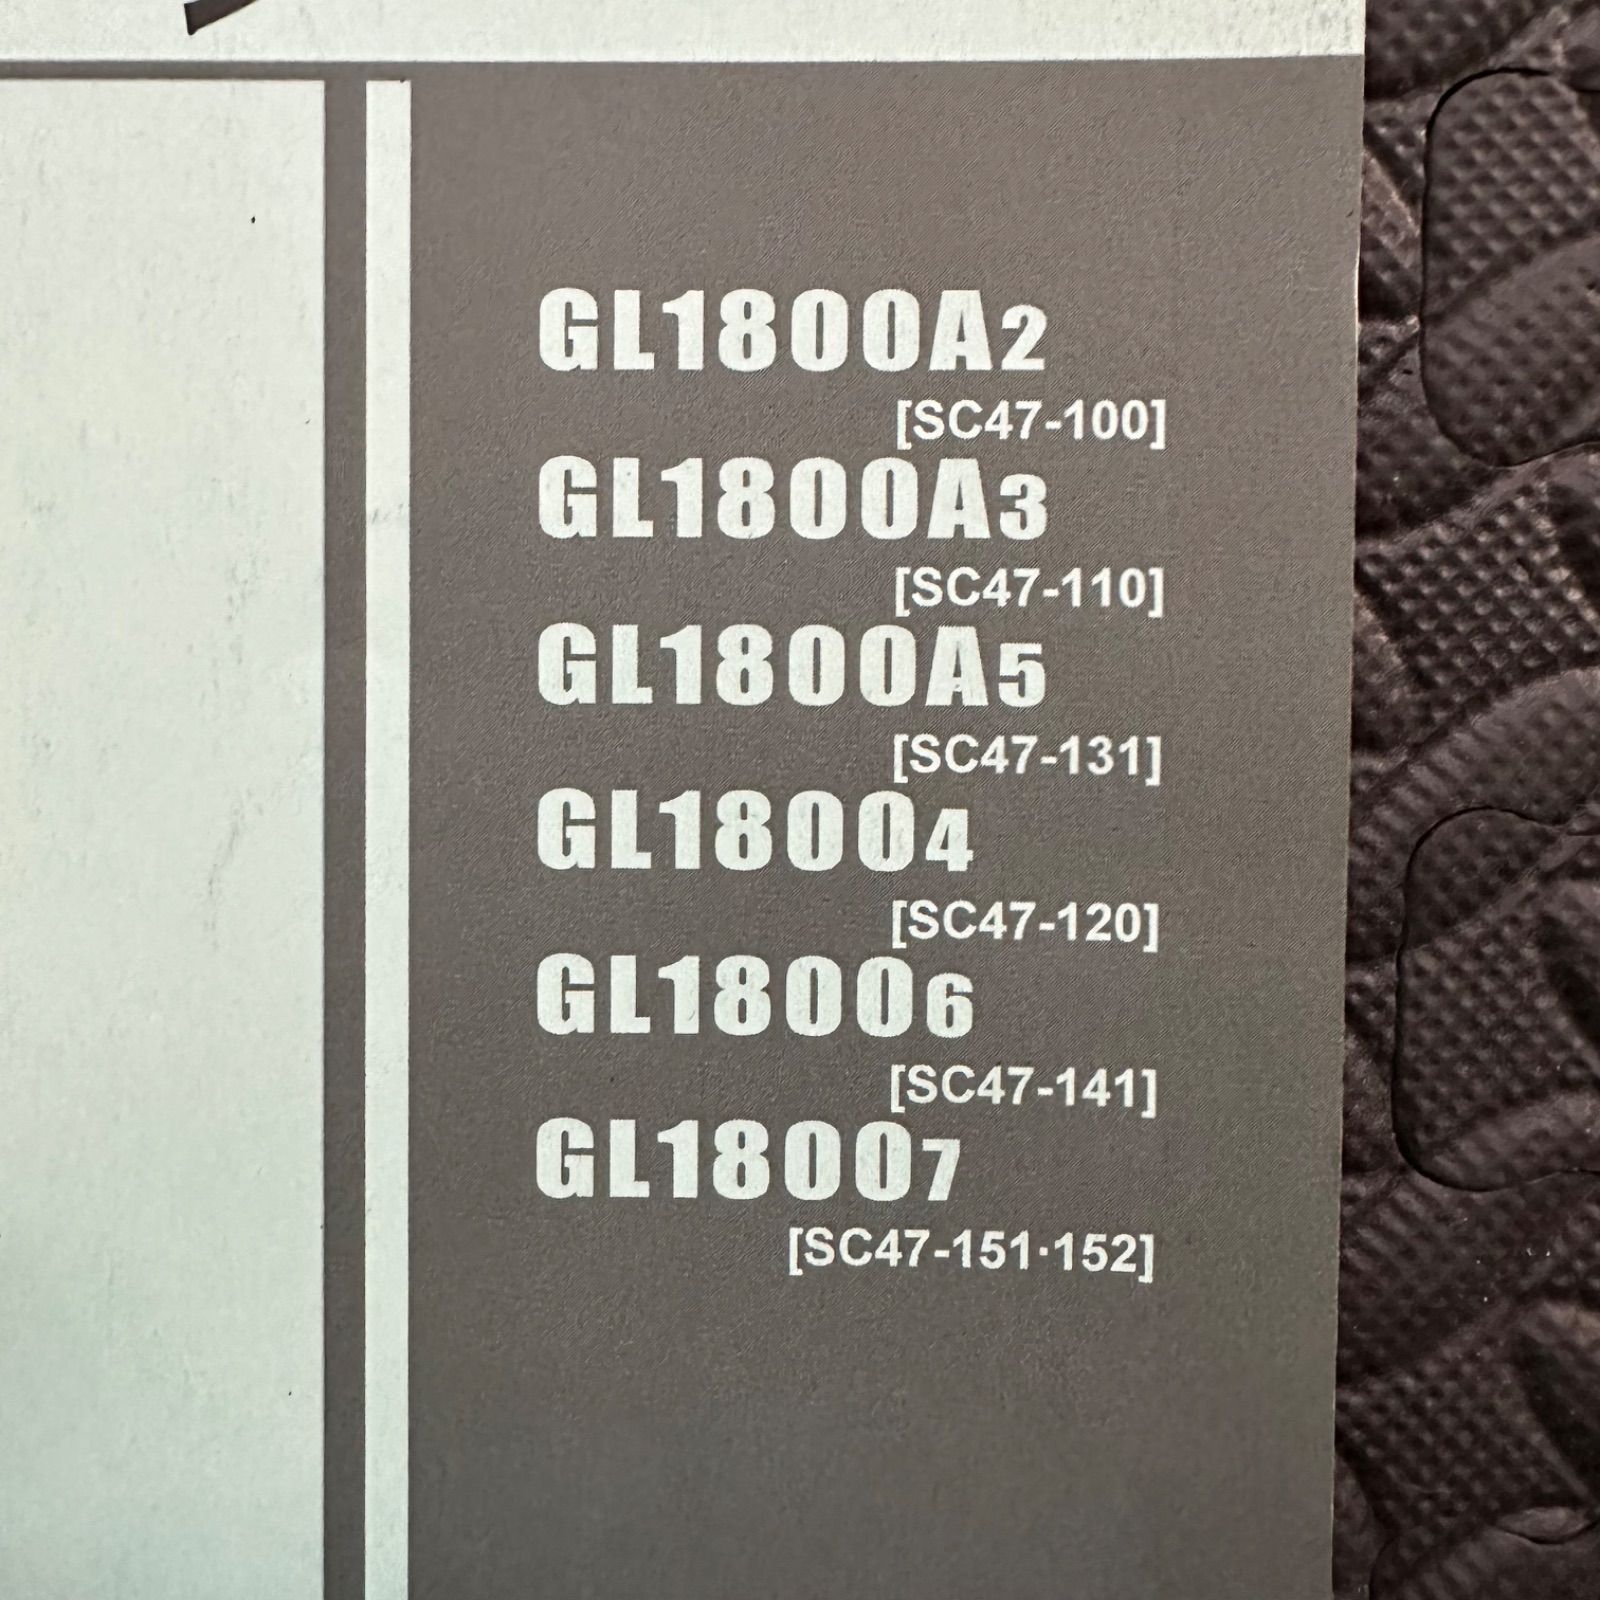 GL1800A2
[SC47-100]
GL1800A3
[SC47-110]
GL1800A5
[SC47-131]
GL18004
[SC47-120]
GL18006
[SC47-141]
GL18007
[SC47-151·152]